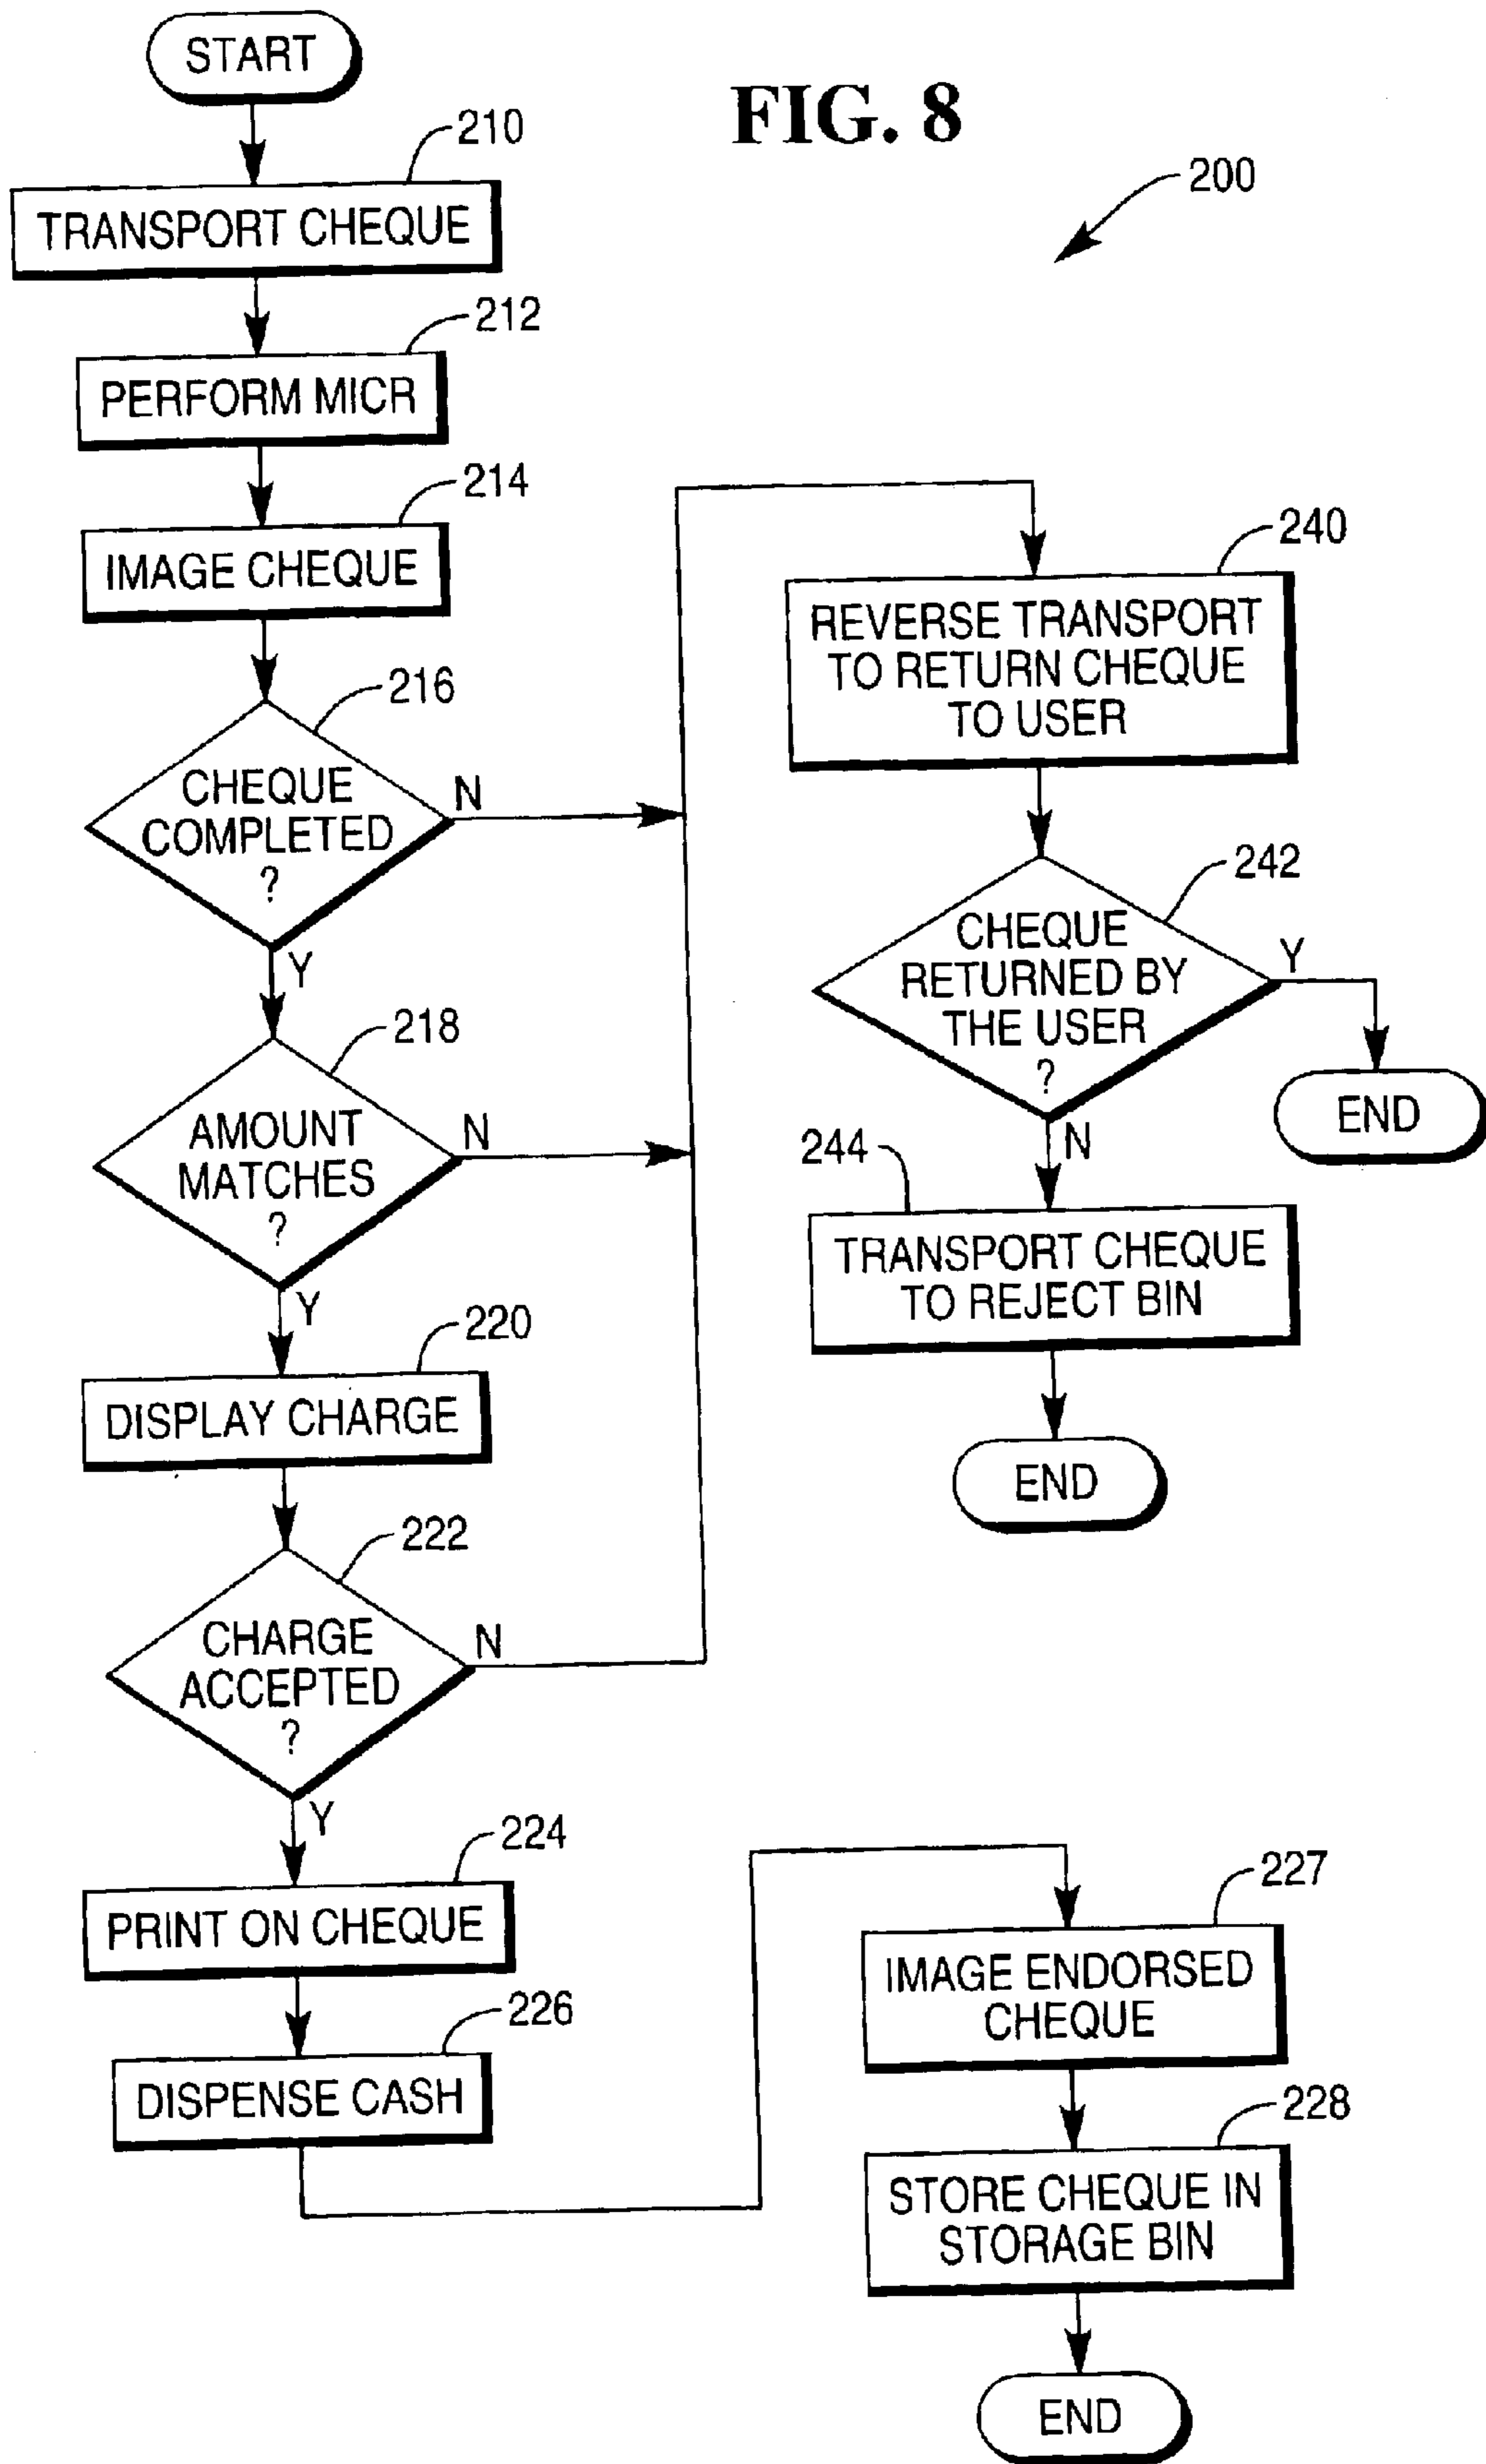 FIG. 8
200
START
210
TRANSPORT CHEQUE
212
PERFORM MICR
214
IMAGE CHEQUE
216
CHEQUE
COMPLETED
?
N
Y
218
AMOUNT
MATCHES
?
N
Y
220
DISPLAY CHARGE
222
CHARGE
ACCEPTED
?
N
Y
224
PRINT ON CHEQUE
226
DISPENSE CASH
240
REVERSE TRANSPORT
TO RETURN CHEQUE
TO USER
242
CHEQUE
RETURNED BY
THE USER
?
Y
END
N
244
TRANSPORT CHEQUE
TO REJECT BIN
END
227
IMAGE ENDORSED
CHEQUE
228
STORE CHEQUE IN
STORAGE BIN
END